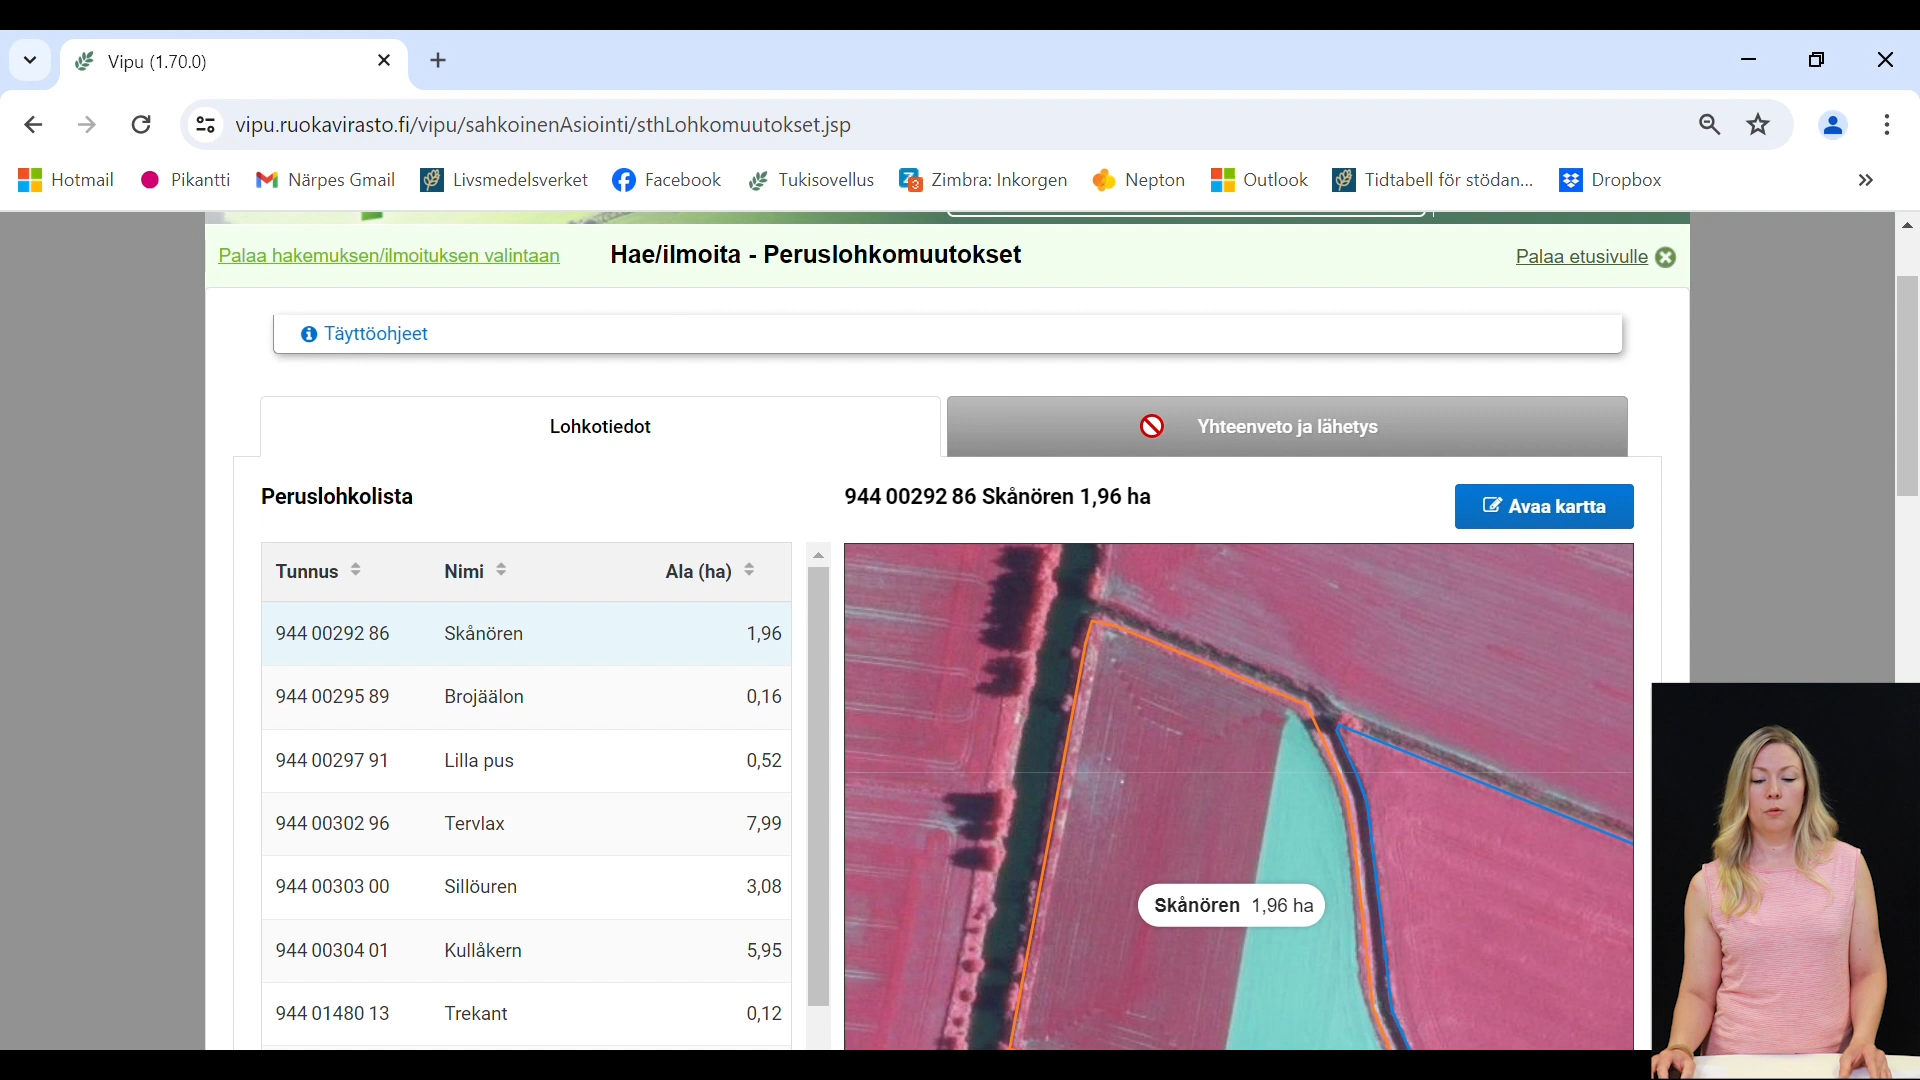 Vipu (1.70.0)
vipu.ruokavirasto.fi/vipu/sahkoinenAsiointi/sthLohkomuutokset.jsp
Hotmail Pikantti Närpes Gmail Livsmedelsverket Facebook Tukisovellus Zimbra: Inkorgen Nepton Outlook Tidtabell för stödan... Dropbox
Palaa hakemuksen/ilmoituksen valintaan Hae/ilmoita - Peruslohkomuutokset Palaa etusivulle
Täyttöohjeet
Lohkotiedot Yhteenveto ja lähetys
Peruslohkolista 944 00292 86 Skånören 1,96 ha Avaa kartta
Tunnus Nimi Ala (ha)
944 00292 86 Skånören 1,96
944 00295 89 Brojäälon 0,16
944 00297 91 Lilla pus 0,52
944 00302 96 Tervlax 7,99
944 00303 00 Sillöuren 3,08
944 00304 01 Kullåkern 5,95
944 01480 13 Trekant 0,12
Skånören 1,96 ha